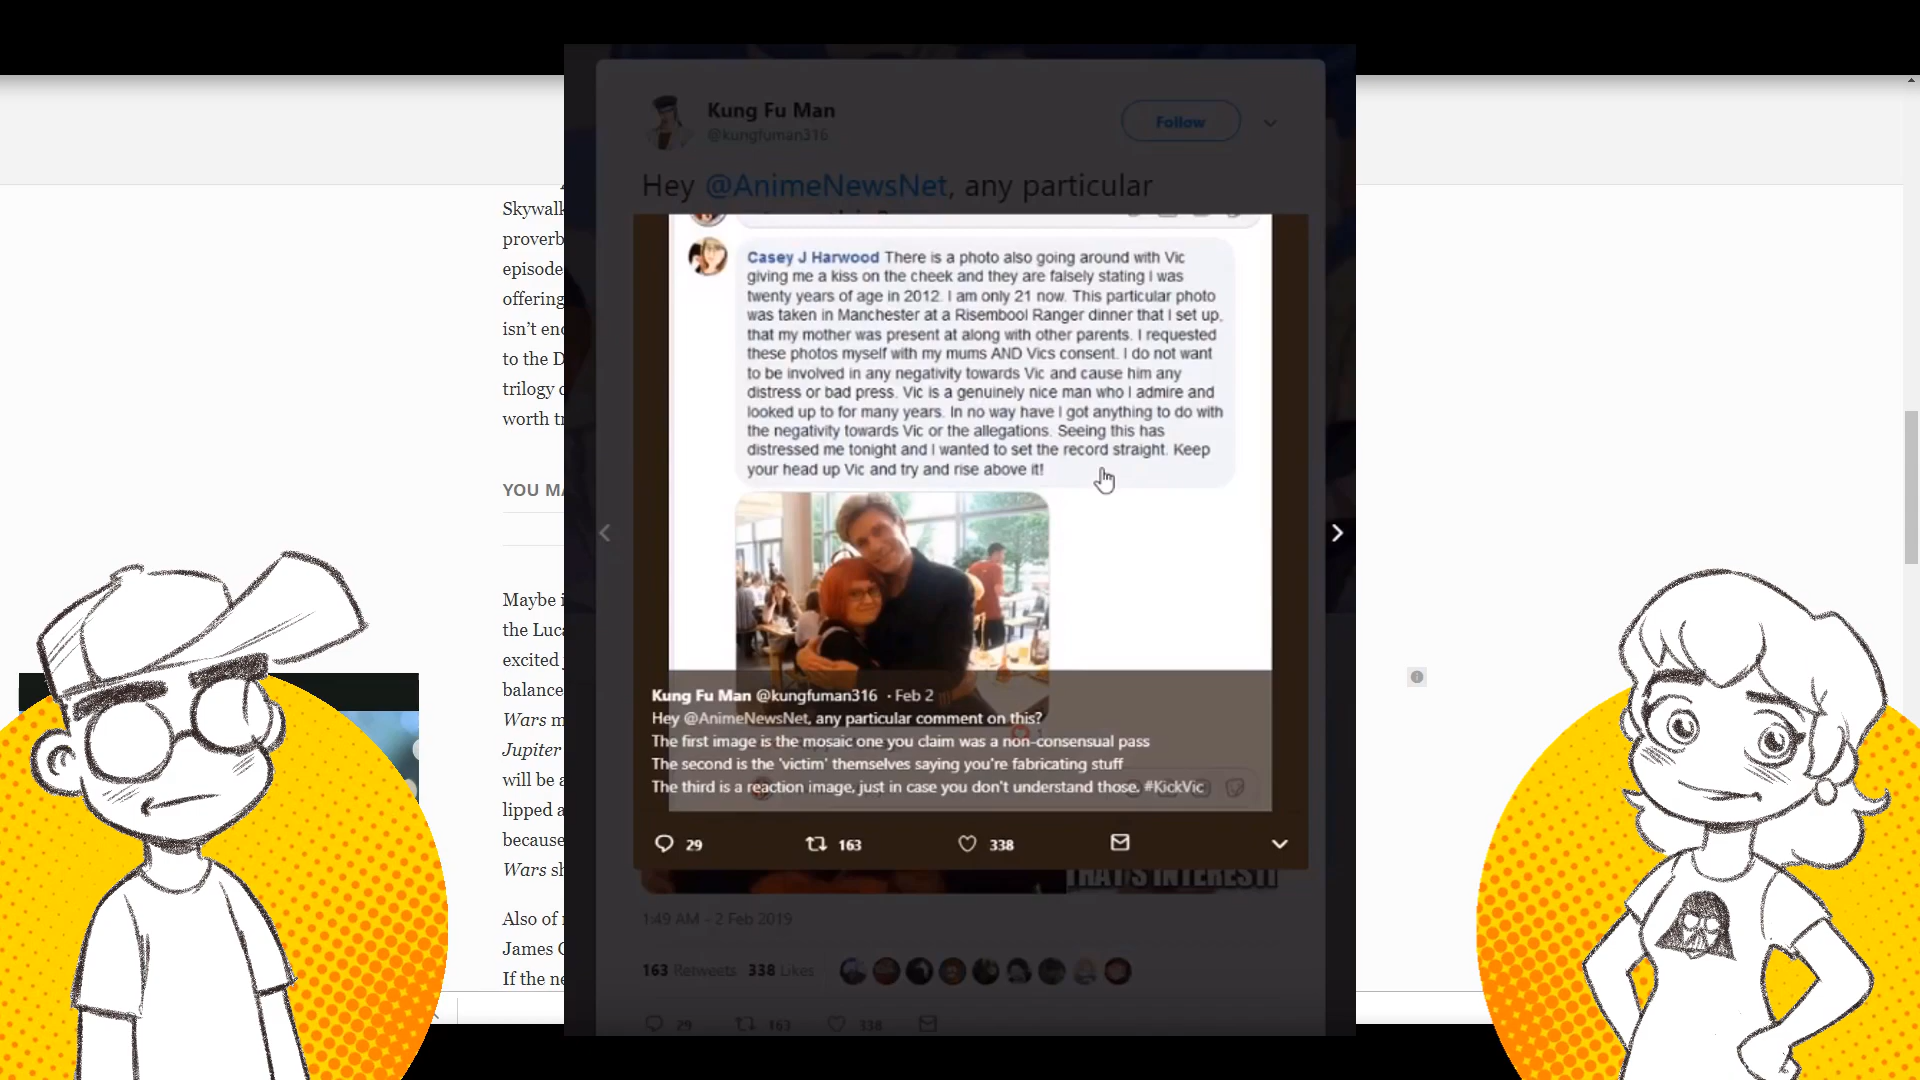 Kung Fu Man
@kungfuman316
Follow
Hey @AnimeNewsNet, any particular
Casey J Harwood There is a photo also going around with Vic
giving me a kiss on the cheek and they are falsely stating I was
twenty years of age in 2012. I am only 21 now. This particular photo
was taken in Manchester at a Risembool Ranger dinner that I set up,
that my mother was present at along with other parents. I requested
these photos myself with my mums AND Vics consent. I do not want
to be involved in any negativity towards Vic and cause him any
distress or bad press. Vic is a genuinely nice man who I admire and
looked up to for many years. In no way have I got anything to do with
the negativity towards Vic or the allegations. Seeing this has
distressed me tonight and I wanted to set the record straight. Keep
your head up Vic and try and rise above it!
Kung Fu Man @kungfuman316 · Feb 2
Hey @AnimeNewsNet, any particular comment on this?
The first image is the mosaic one you claim was a non-consensual pass
The second is the 'victim' themselves saying you're fabricating stuff
The third is a reaction image, just in case you don't understand those. #KickVic
29 163 338
THAT'S
1:49 AM - 2 Feb 2019
163 Retweets 338 Likes
29 163 338
proverb
episode
offering
isn't
to the
trilogy
worth
YOU
Maybe
the
excited
balance
Wars
Jupiter
will be
lipped
because
Wars
Also of
James
If the